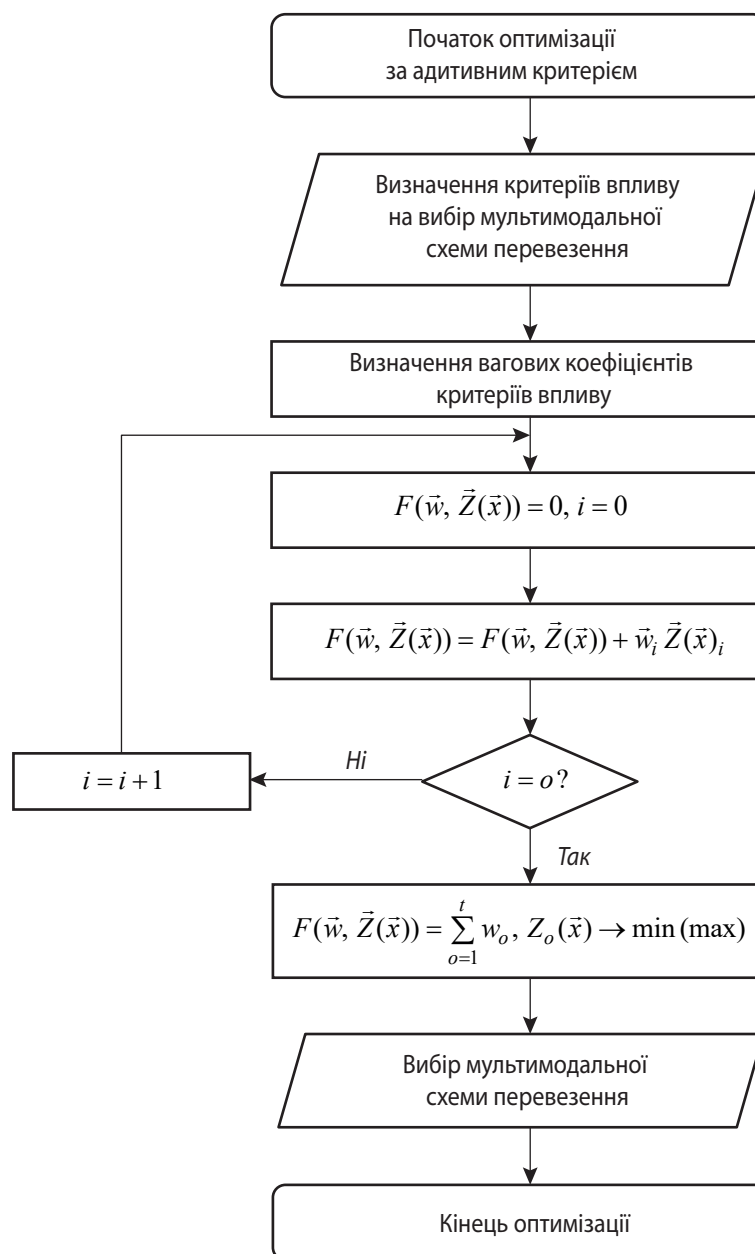 Початок оптимізації
за адитивним критерієм
Визначення критеріїв впливу
на вибір мультимодальної
схеми перевезення
Визначення вагових коефіцієнтів
критеріїв впливу
F(w⃗, Z⃗(x⃗)) = 0, i = 0
F(w⃗, Z⃗(x⃗)) = F(w⃗, Z⃗(x⃗)) + w⃗ᵢ Z⃗(x⃗)ᵢ
i = i + 1
Ні
i = o?
Так
F(w⃗, Z⃗(x⃗)) = ∑_{o=1}^{t} w_o, Z_o(x⃗) → min (max)
Вибір мультимодальної
схеми перевезення
Кінець оптимізації